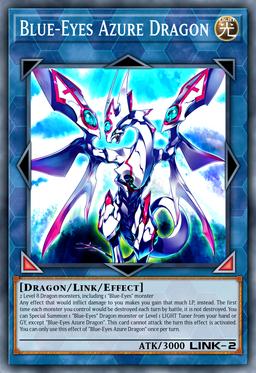 Blue-Eyes Azure Dragon
LIGHT
光
[Dragon/Link/Effect]
2 Level 8 Dragon monsters, including 1 "Blue-Eyes" monster
Any effect that would inflict damage to you makes you gain that much LP, instead. The first
time each monster you control would be destroyed each turn by battle, it is not destroyed. You
can Special Summon 1 "Blue-Eyes" Dragon monster or Level 1 LIGHT Tuner from your hand or
GY, except "Blue-Eyes Azure Dragon". This card cannot attack the turn this effect is activated.
You can only use this effect of "Blue-Eyes Azure Dragon" once per turn.
ATK/3000 LINK-2